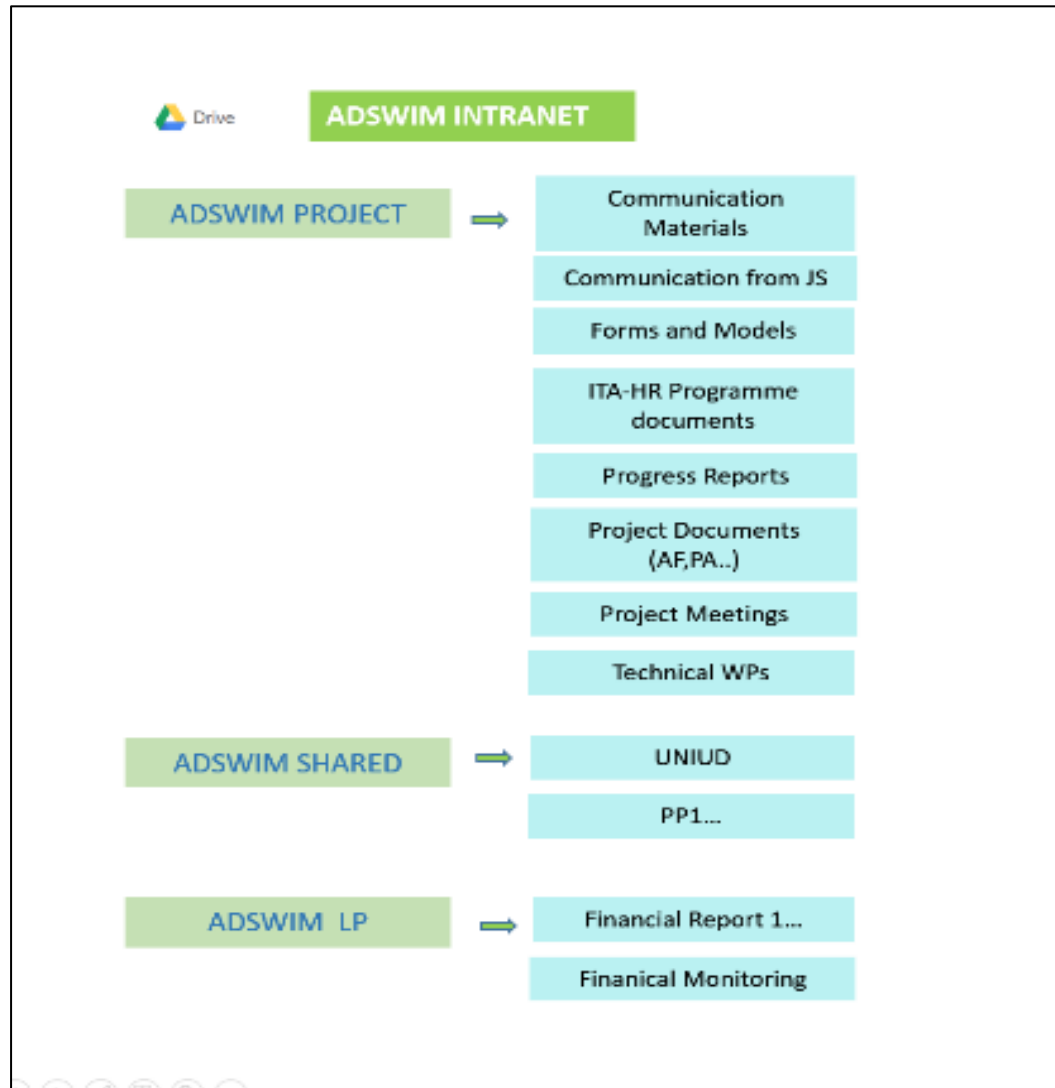 Drive
ADSWIM INTRANET
ADSWIM PROJECT
Communication
Materials
Communication from JS
Forms and Models
ITA-HR Programme
documents
Progress Reports
Project Documents
(AF,PA..)
Project Meetings
Technical WPs
ADSWIM SHARED
UNIUD
PP1...
ADSWIM LP
Financial Report 1...
Finanical Monitoring